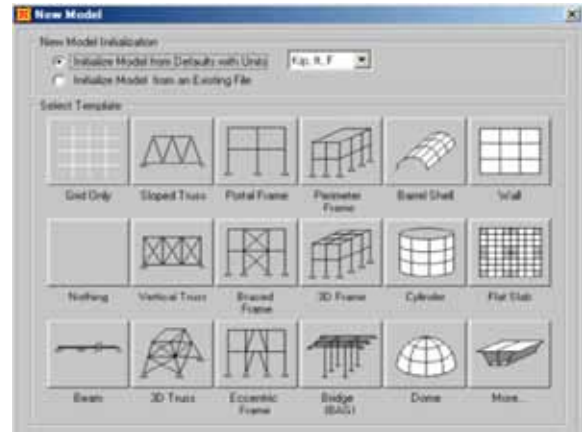 New Model
New Model Initialization
Initialize Model from Defaults with Units
Kip, ft, F
Initialize Model from an Existing File
Select Template
Grid Only Sloped Truss Portal Frame Perimeter Frame Barrel Shell Wall
Nothing Vertical Truss Braced Frame 3D Frame Cylinder Flat Slab
Beam 3D Truss Eccentric Frame Bridge (BAG) Dome More...